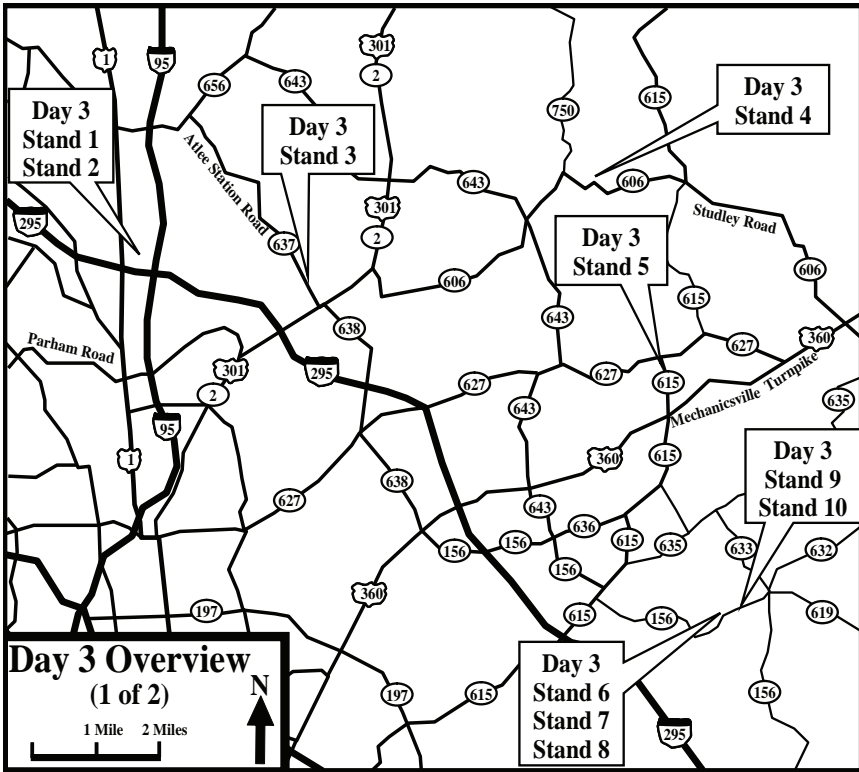 1
95
301
2
656
643
750
615
Day 3
Stand 1
Stand 2
Day 3
Stand 3
Day 3
Stand 4
Atlee Station Road
643
606
301
2
295
637
Studley Road
Day 3
Stand 5
606
606
615
643
638
360
Parham Road
301
295
627
627
627
615
Mechanicsville Turnpike
2
643
635
95
1
360
615
Day 3
Stand 9
Stand 10
638
627
643
636
156
156
615
635
633
632
156
360
197
615
156
619
Day 3 Overview
(1 of 2)
N
1 Mile
2 Miles
197
615
Day 3
Stand 6
Stand 7
Stand 8
156
295